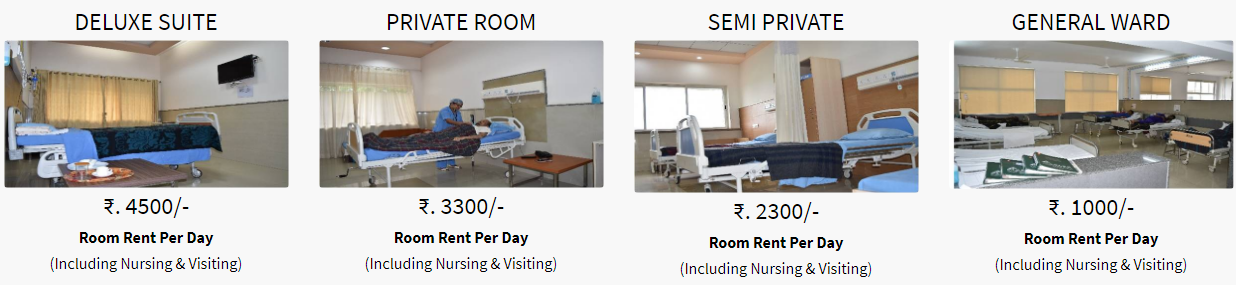 DELUXE SUITE
₹. 4500/-
Room Rent Per Day
(Including Nursing & Visiting)
PRIVATE ROOM
₹. 3300/-
Room Rent Per Day
(Including Nursing & Visiting)
SEMI PRIVATE
₹. 2300/-
Room Rent Per Day
(Including Nursing & Visiting)
GENERAL WARD
₹. 1000/-
Room Rent Per Day
(Including Nursing & Visiting)